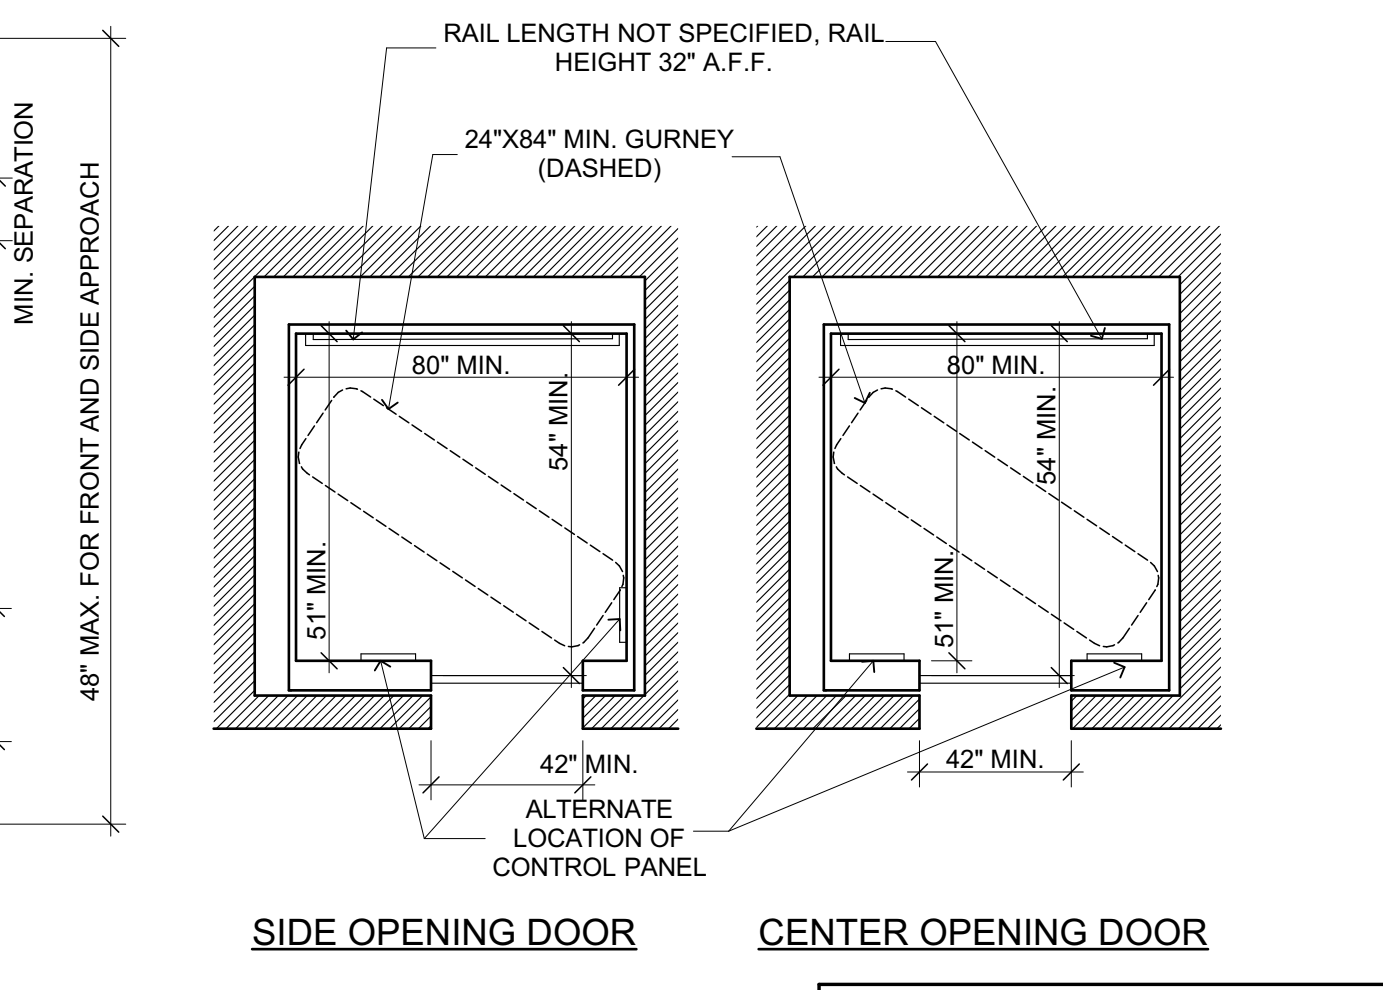 RAIL LENGTH NOT SPECIFIED, RAIL
HEIGHT 32" A.F.F.
24"X84" MIN. GURNEY
(DASHED)
MIN. SEPARATION
48" MAX. FOR FRONT AND SIDE APPROACH
80" MIN.
54" MIN.
51" MIN.
42" MIN.
80" MIN.
54" MIN.
51" MIN.
42" MIN.
ALTERNATE
LOCATION OF
CONTROL PANEL
SIDE OPENING DOOR
CENTER OPENING DOOR